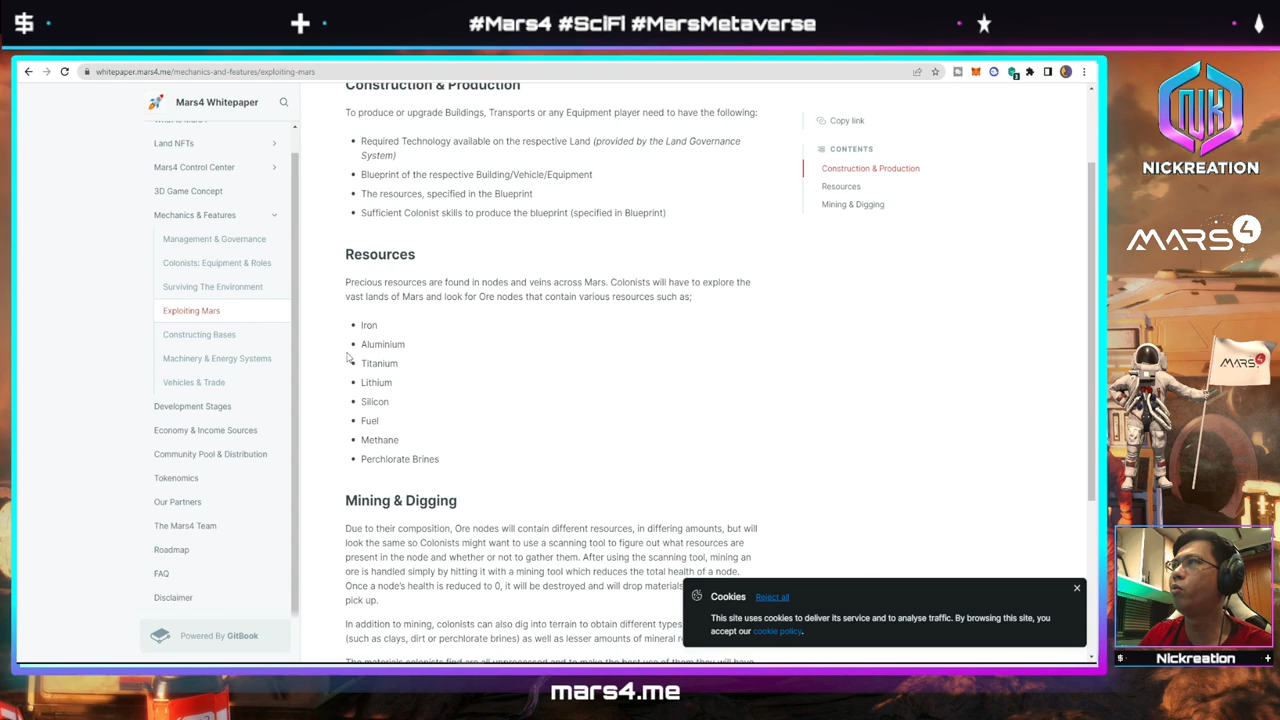 #Mars4 #SciFi #MarsMetaverse
whitepaper.mars4.me/mechanics-and-features/exploiting-mars
Mars4 Whitepaper
Land NFTs
Mars4 Control Center
3D Game Concept
Mechanics & Features
Management & Governance
Colonists: Equipment & Roles
Surviving The Environment
Exploiting Mars
Constructing Bases
Machinery & Energy Systems
Vehicles & Trade
Development Stages
Economy & Income Sources
Community Pool & Distribution
Tokenomics
Our Partners
The Mars4 Team
Roadmap
FAQ
Disclaimer
Powered By GitBook
Construction & Production
To produce or upgrade Buildings, Transports or any Equipment player need to have the following:
• Required Technology available on the respective Land (provided by the Land Governance
System)
• Blueprint of the respective Building/Vehicle/Equipment
• The resources, specified in the Blueprint
• Sufficient Colonist skills to produce the blueprint (specified in Blueprint)
Resources
Precious resources are found in nodes and veins across Mars. Colonists will have to explore the
vast lands of Mars and look for Ore nodes that contain various resources such as;
• Iron
• Aluminium
• Titanium
• Lithium
• Silicon
• Fuel
• Methane
• Perchlorate Brines
Mining & Digging
Due to their composition, Ore nodes will contain different resources, in differing amounts, but will
look the same so Colonists might want to use a scanning tool to figure out what resources are
present in the node and whether or not to gather them. After using the scanning tool, mining an
ore is handled simply by hitting it with a mining tool which reduces the total health of a node.
Once a node's health is reduced to 0, it will be destroyed and will drop materials
pick up.
In addition to mining, colonists can also dig into terrain to obtain different types
(such as clays, dirt or perchlorate brines) as well as lesser amounts of mineral
Copy link
CONTENTS
Construction & Production
Resources
Mining & Digging
Cookies
Reject all
This site uses cookies to deliver its service and to analyse traffic. By browsing this site, you
accept our cookie policy.
NICKREATION
MARS4
MARS4
Nickreation
mars4.me